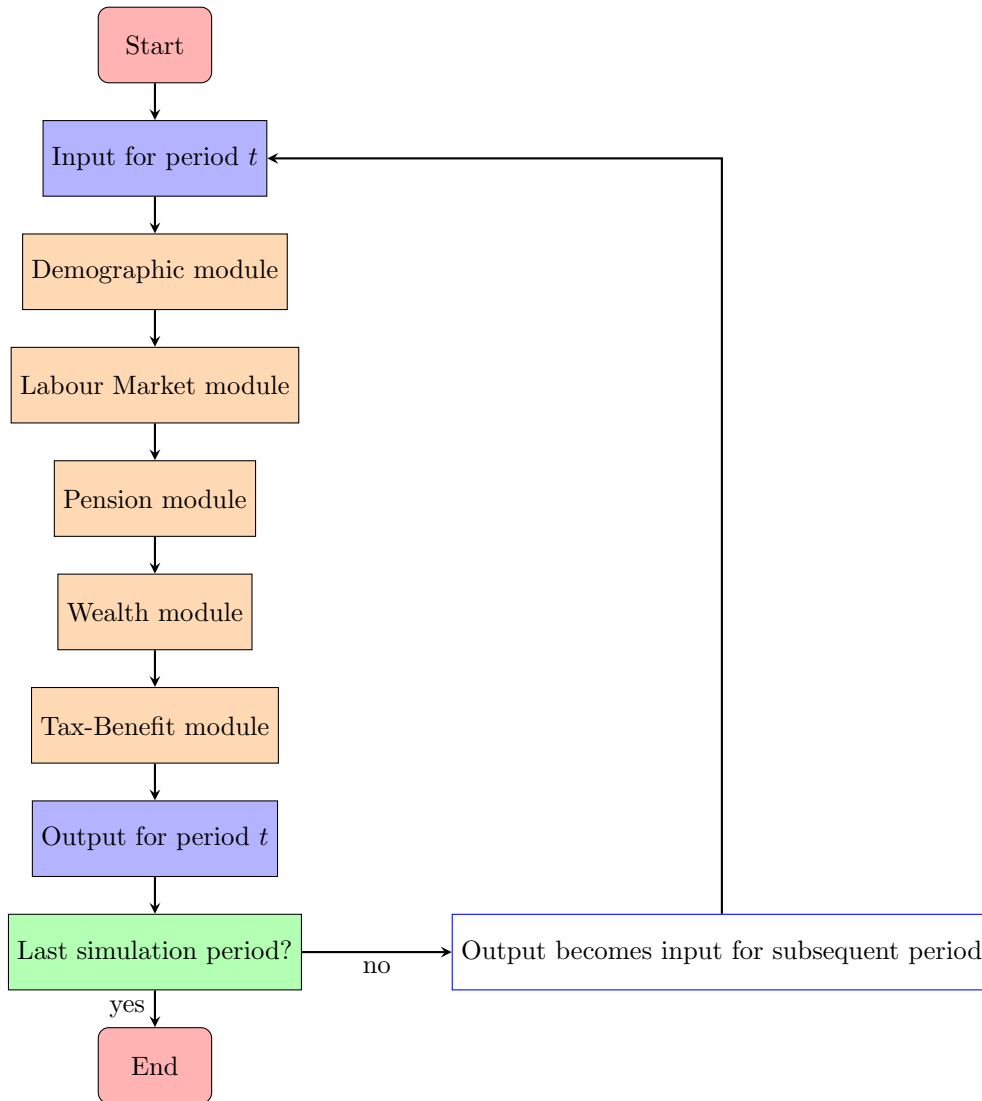 Start
Input for period t
Demographic module
Labour Market module
Pension module
Wealth module
Tax-Benefit module
Output for period t
Last simulation period?
no
Output becomes input for subsequent period
yes
End